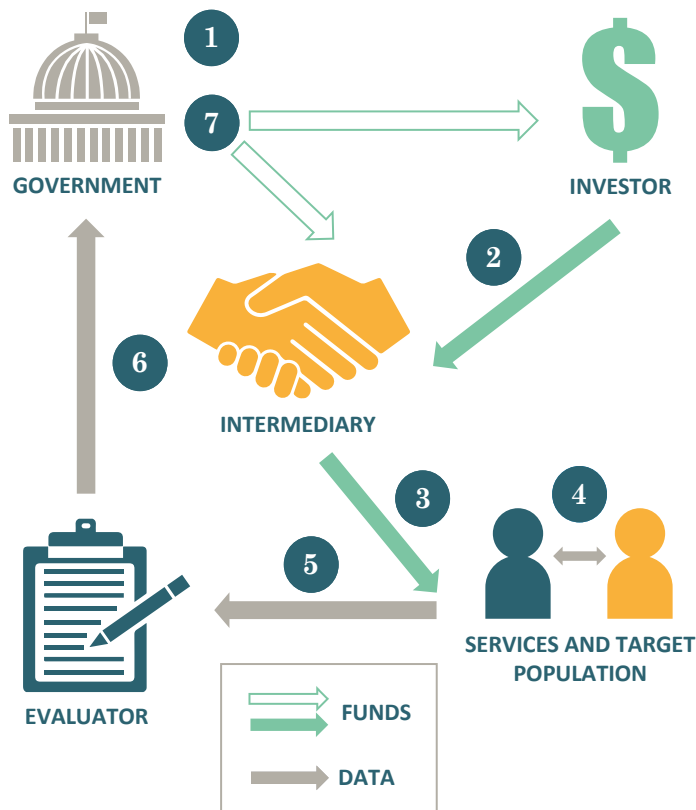 1
7
$
GOVERNMENT
INVESTOR
2
6
INTERMEDIARY
3
4
5
SERVICES AND TARGET
POPULATION
EVALUATOR
FUNDS
DATA